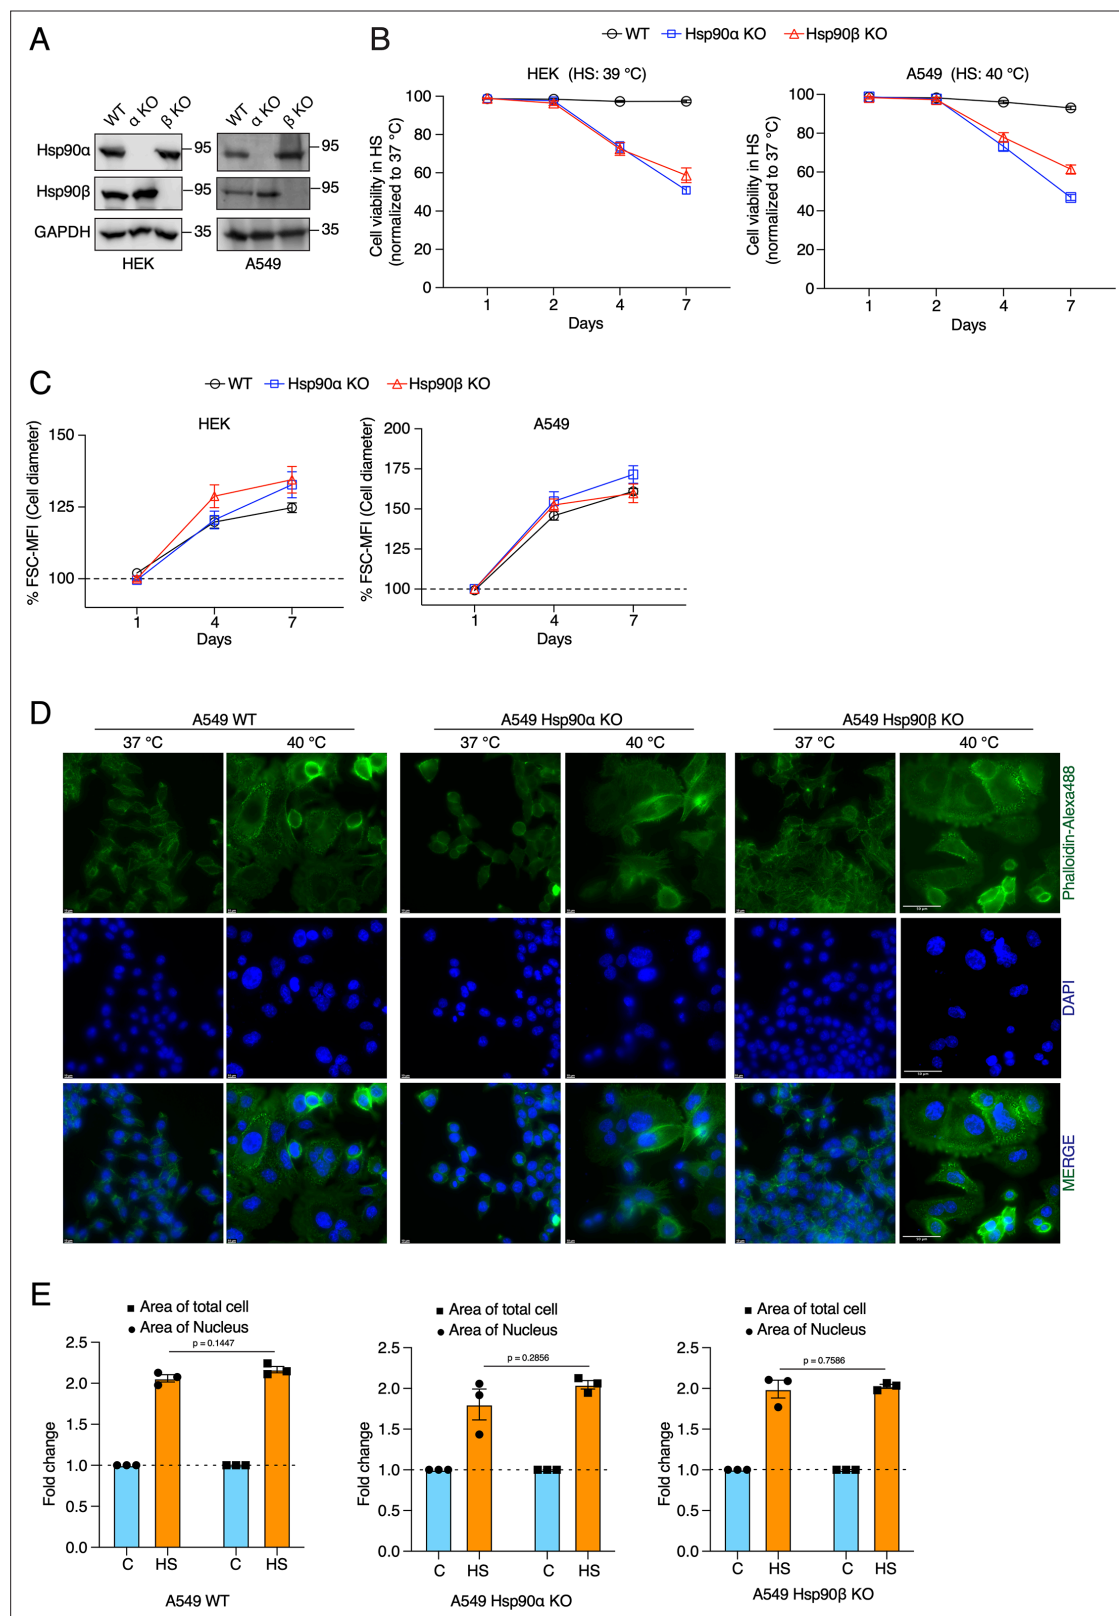 A
WT
α KO
β KO
WT
α KO
β KO
Hsp90α
95
95
Hsp90β
95
95
GAPDH
35
35
HEK
A549
B
WT
Hsp90α KO
Hsp90β KO
HEK (HS: 39 °C)
Cell viability in HS
(normalized to 37 °C)
100
80
60
40
20
0
1
2
4
7
Days
A549 (HS: 40 °C)
Cell viability in HS
(normalized to 37 °C)
100
80
60
40
20
0
1
2
4
7
Days
C
WT
Hsp90α KO
Hsp90β KO
HEK
% FSC-MFI (Cell diameter)
150
125
100
1
4
7
Days
A549
% FSC-MFI (Cell diameter)
200
175
150
125
100
1
4
7
Days
D
A549 WT
A549 Hsp90α KO
A549 Hsp90β KO
37 °C
40 °C
37 °C
40 °C
37 °C
40 °C
Phalloidin-Alexa488
DAPI
MERGE
E
Area of total cell
Area of Nucleus
p = 0.1447
Fold change
2.5
2.0
1.5
1.0
0.5
0.0
C
HS
C
HS
A549 WT
Area of total cell
Area of Nucleus
p = 0.2856
Fold change
2.5
2.0
1.5
1.0
0.5
0.0
C
HS
C
HS
A549 Hsp90α KO
Area of total cell
Area of Nucleus
p = 0.7586
Fold change
2.5
2.0
1.5
1.0
0.5
0.0
C
HS
C
HS
A549 Hsp90β KO